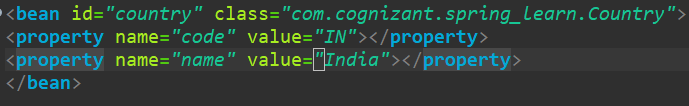 <bean id="country" class="com.cognizant.spring_learn.Country">
<property name="code" value="IN"></property>
<property name="name" value="India"></property>
</bean>